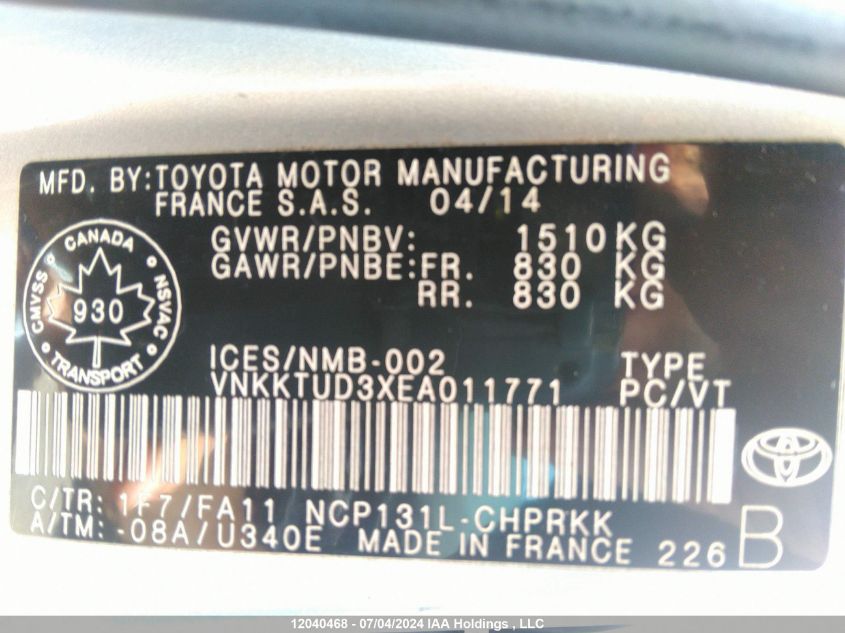 MFD. BY: TOYOTA MOTOR MANUFACTURING
FRANCE S.A.S. 04/14
GVWR/PNBV: 1510 KG
GAWR/PNBE: FR. 830 KG
RR. 830 KG
CANADA
CMVSS 930 NSVAC
TRANSPORT
ICES/NMB-002 TYPE
VNKKTUD3XEA011771 PC/VT
C/TR: 1F7/FA11 NCP131L-CHPRKK
A/TM: -08A/U340E MADE IN FRANCE 226 B
12040468 - 07/04/2024 IAA Holdings , LLC